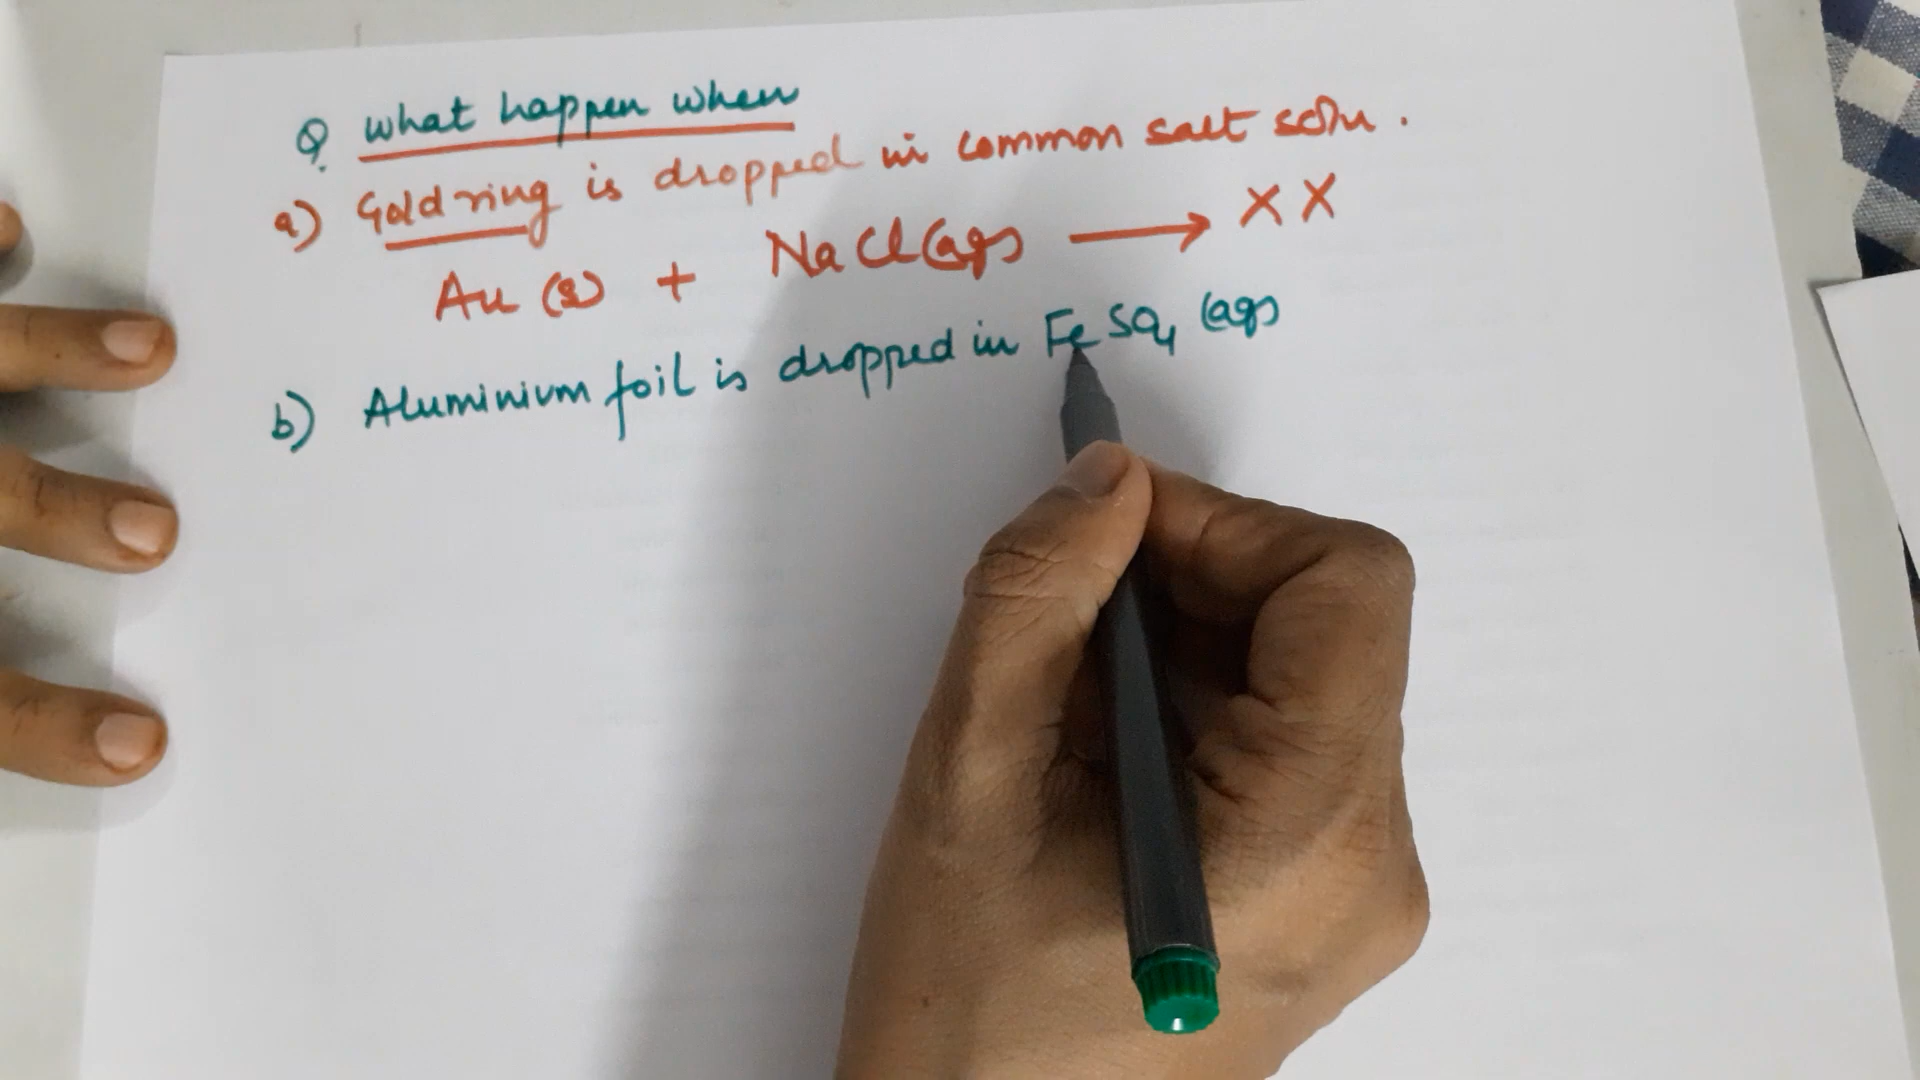 Q. what happen when
a) Gold ring is dropped in common salt soln.
Au (s) + NaCl (aq) → X X
b) Aluminium foil is dropped in FeSO4 (aq)